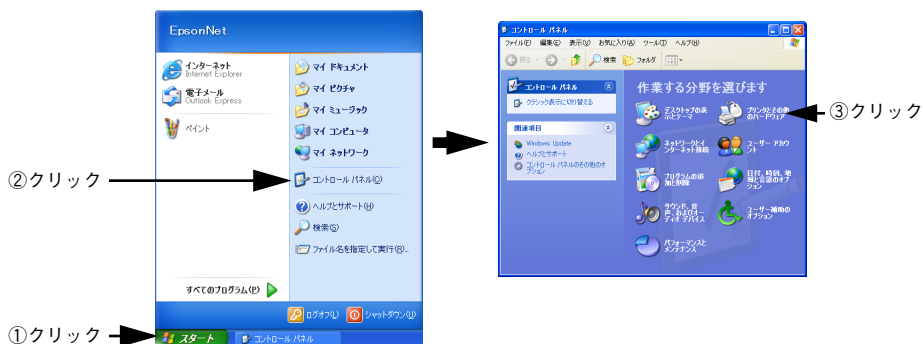 EpsonNet
インターネット
Internet Explorer
電子メール
Outlook Express
ペイント
すべてのプログラム(P)
マイ ドキュメント
マイ ピクチャ
マイ ミュージック
マイ コンピュータ
マイ ネットワーク
コントロール パネル(C)
ヘルプとサポート(H)
検索(S)
ファイル名を指定して実行(R)...
ログオフ(L)
シャットダウン(U)
スタート
コントロール パネル
①クリック
②クリック
コントロール パネル
ファイル(F) 編集(E) 表示(V) お気に入り(A) ツール(T) ヘルプ(H)
戻る
検索
フォルダ
コントロール パネル
クラシック表示に切り替える
関連項目
Windows Update
ヘルプとサポート
コントロール パネルのその他のオ
プション
作業する分野を選びます
デスクトップの表
示とテーマ
プリンタとその他
のハードウェア
ネットワークとイ
ンターネット接続
ユーザー アカウ
ント
プログラムの追
加と削除
日付、時刻、地
域と言語のオプ
ション
サウンド、音
声、およびオー
ディオ デバイス
ユーザー補助の
オプション
パフォーマンスと
メンテナンス
③クリック